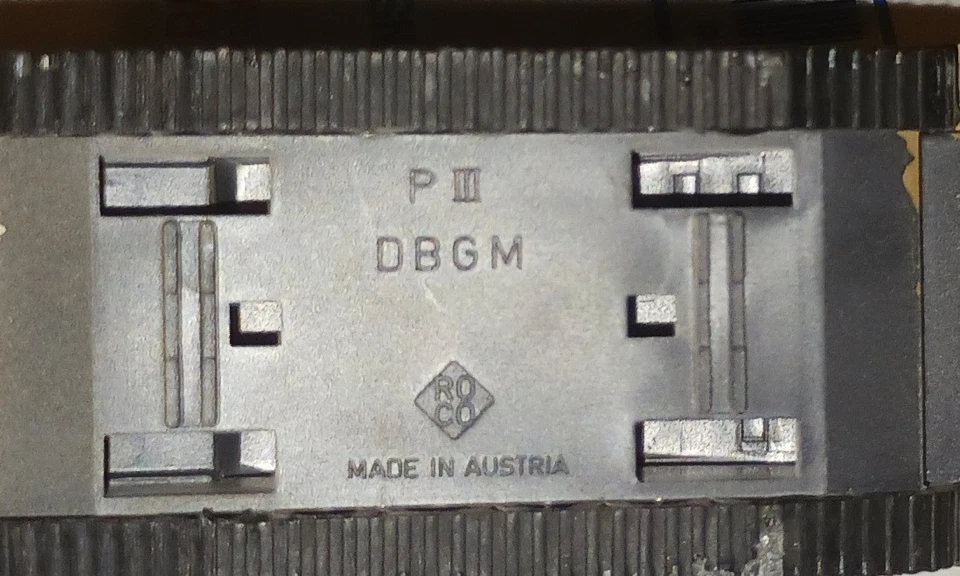 P III
DBGM
RO
CO
MADE IN AUSTRIA